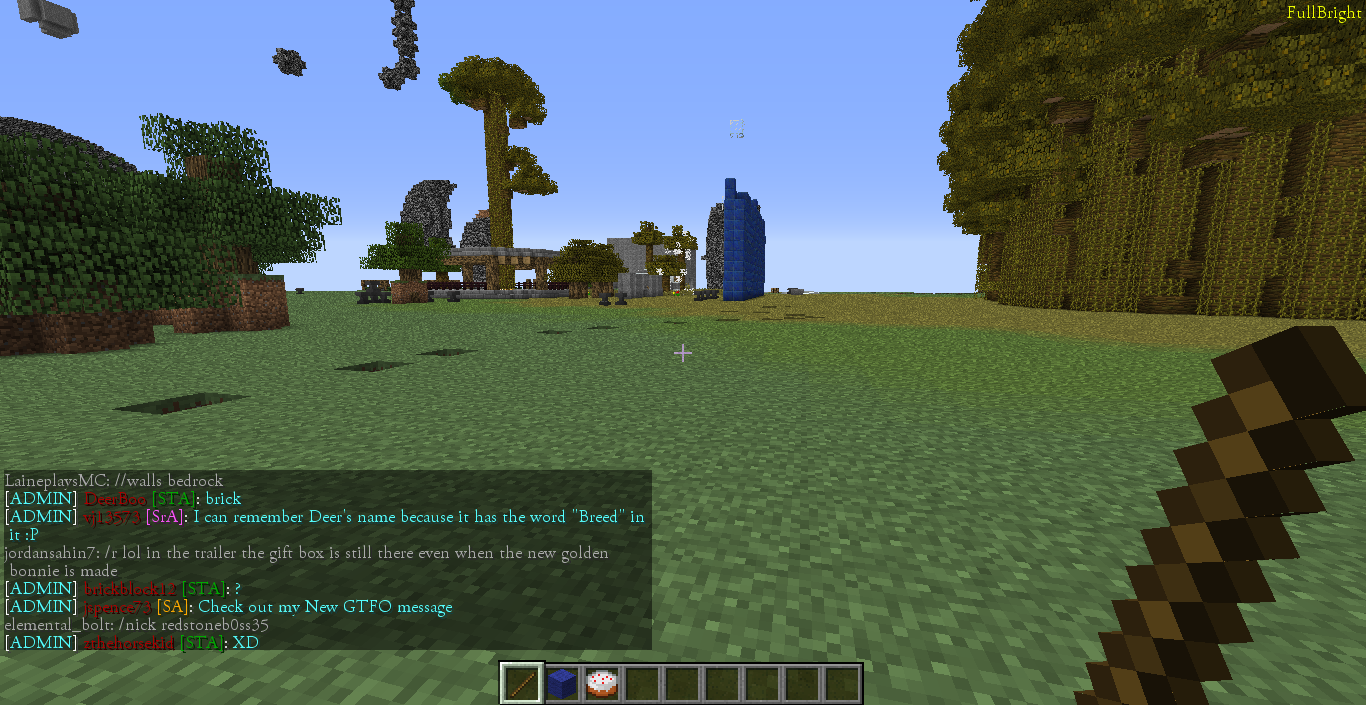 FullBright
LaineplaysMC: //walls bedrock
[ADMIN] DeerBoo [STA]: brick
[ADMIN] vj13573 [SrA]: I can remember Deer's name because it has the word "Breed" in
it :P
jordansahin7: /r lol in the trailer the gift box is still there even when the new golden
bonnie is made
[ADMIN] brickblock12 [STA]: ?
[ADMIN] jspence73 [SA]: Check out my New GTFO message
elemental_bolt: /nick redstoneb0ss35
[ADMIN] [STA]: XD